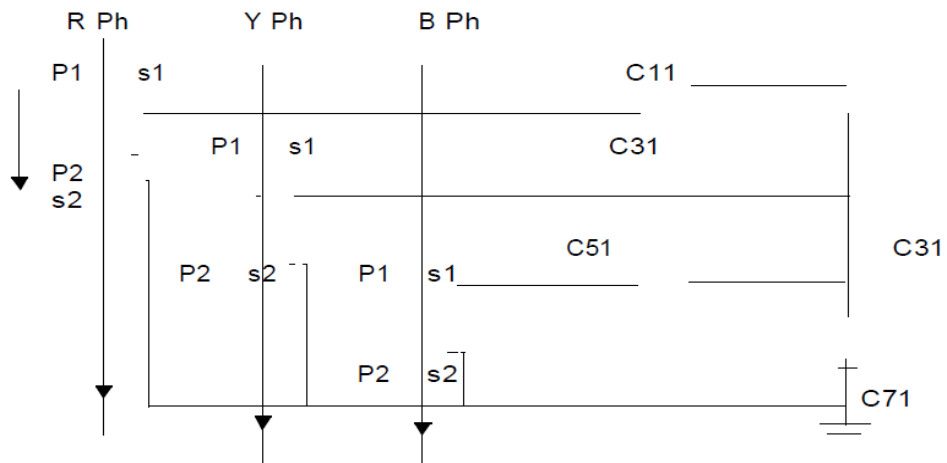 R Ph Y Ph B Ph
P1 s1 C11
P1 s1 C31
P2
s2
C51 C31
P2 s2 P1 s1
P2 s2
C71